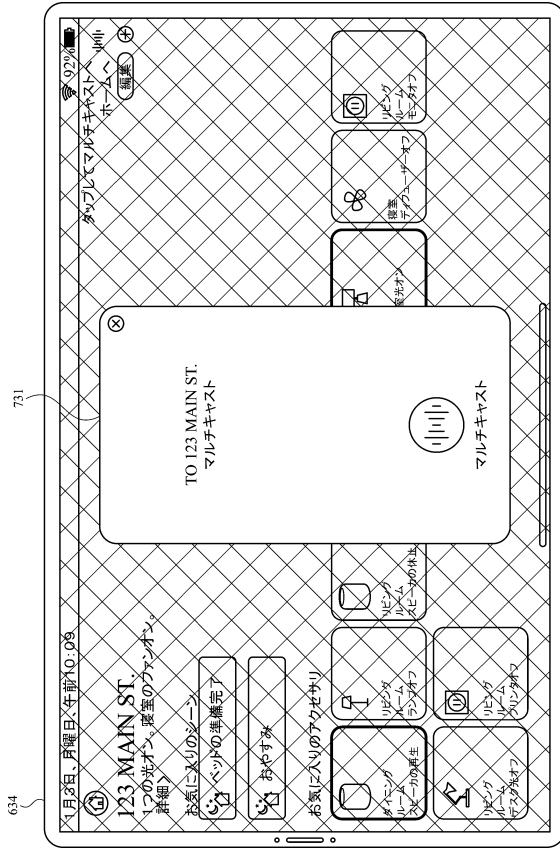 634
731
1月3日、月曜日、午前10:09
92%
タップしてマルチキャストへ
ホームへ
編集
123 MAIN ST.
1つの光オン。寝室のファンオン。
詳細>
お気に入りのシーン
ベッドの準備完了
おやすみ
お気に入りのアクセサリ
ダイニング
ルーム
スピーカの再生
リビング
ルーム
ランプオフ
リビング
ルーム
スピーカの休止
室光オン
寝室
ディフューザーオフ
リビング
ルーム
モニタオフ
リビング
ルーム
デスク光オフ
リビング
ルーム
プリンタオフ
TO 123 MAIN ST.
マルチキャスト
マルチキャスト